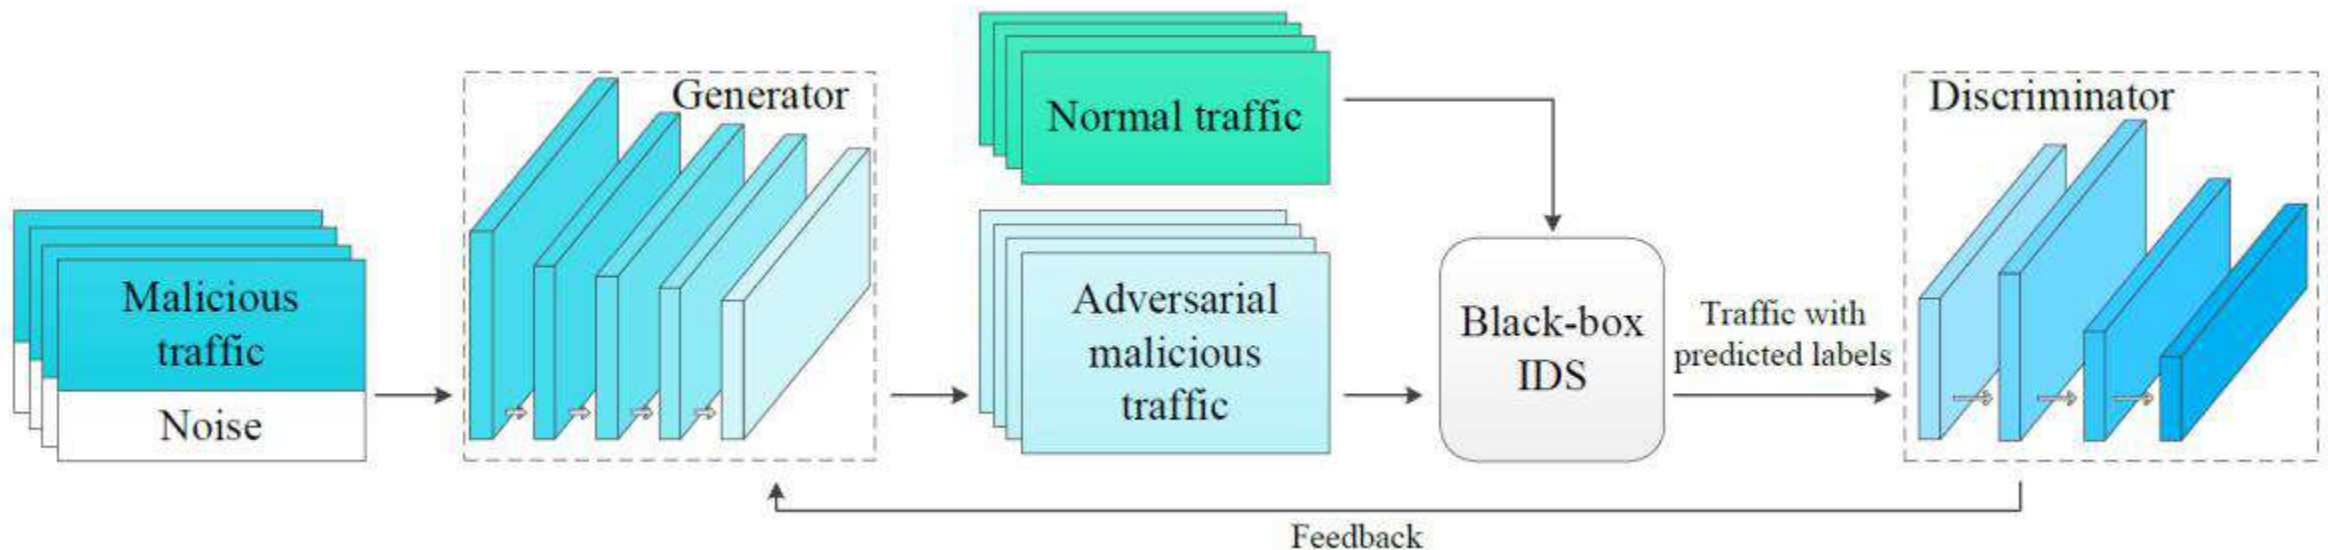 Malicious
traffic
Noise
Generator
Normal traffic
Adversarial
malicious
traffic
Black-box
IDS
Traffic with
predicted labels
Discriminator
Feedback